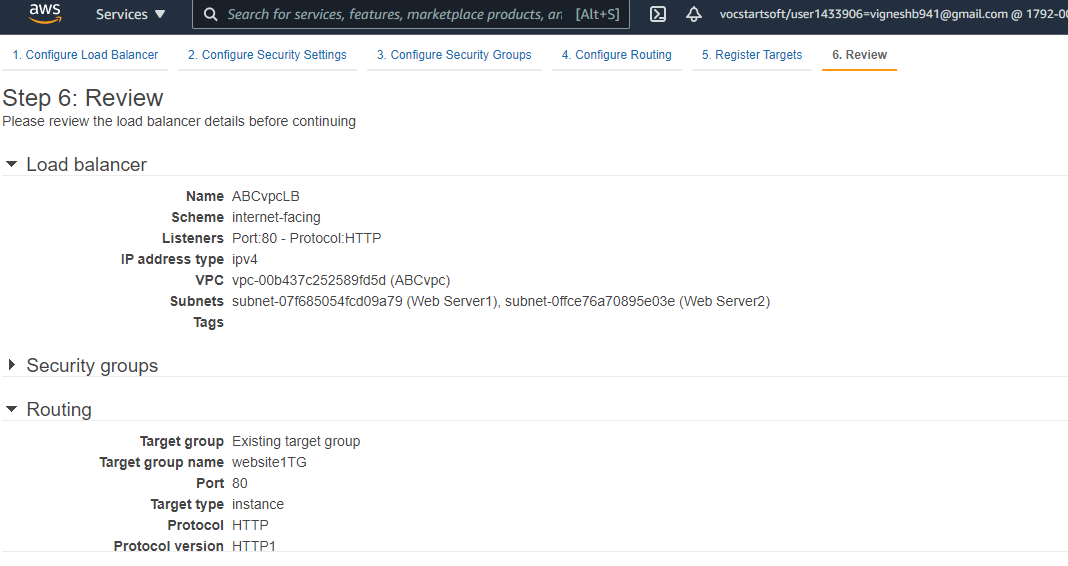 aws Services Search for services, features, marketplace products, an [Alt+S] vocstartsoft/user1433906=vigneshb941@gmail.com @ 1792-00
1. Configure Load Balancer 2. Configure Security Settings 3. Configure Security Groups 4. Configure Routing 5. Register Targets 6. Review
Step 6: Review
Please review the load balancer details before continuing
Load balancer
Name ABCvpcLB
Scheme internet-facing
Listeners Port:80 - Protocol:HTTP
IP address type ipv4
VPC vpc-00b437c252589fd5d (ABCvpc)
Subnets subnet-07f685054fcd09a79 (Web Server1), subnet-0ffce76a70895e03e (Web Server2)
Tags
Security groups
Routing
Target group Existing target group
Target group name website1TG
Port 80
Target type instance
Protocol HTTP
Protocol version HTTP1